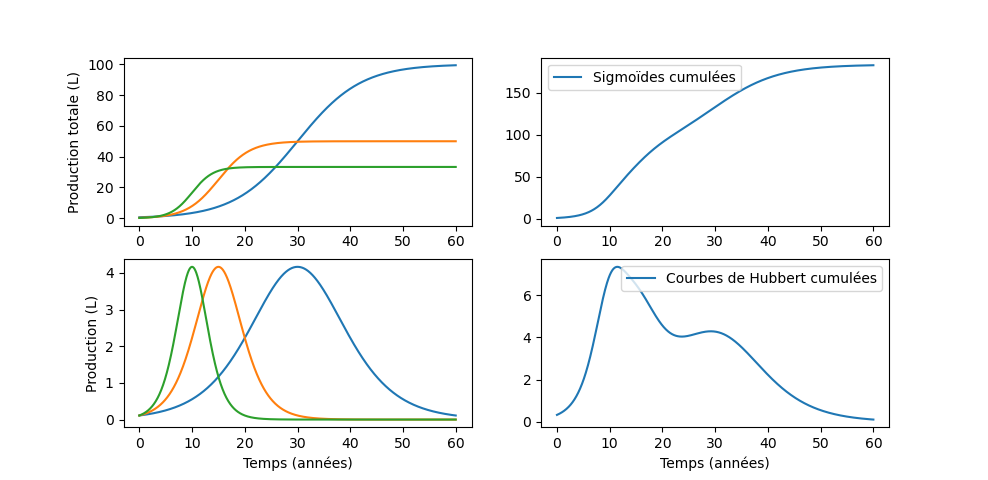 Production totale (L)
100
80
60
40
20
0
0 10 20 30 40 50 60
Sigmoïdes cumulées
150
100
50
0
0 10 20 30 40 50 60
Production (L)
4
3
2
1
0
0 10 20 30 40 50 60
Temps (années)
Courbes de Hubbert cumulées
6
4
2
0
0 10 20 30 40 50 60
Temps (années)